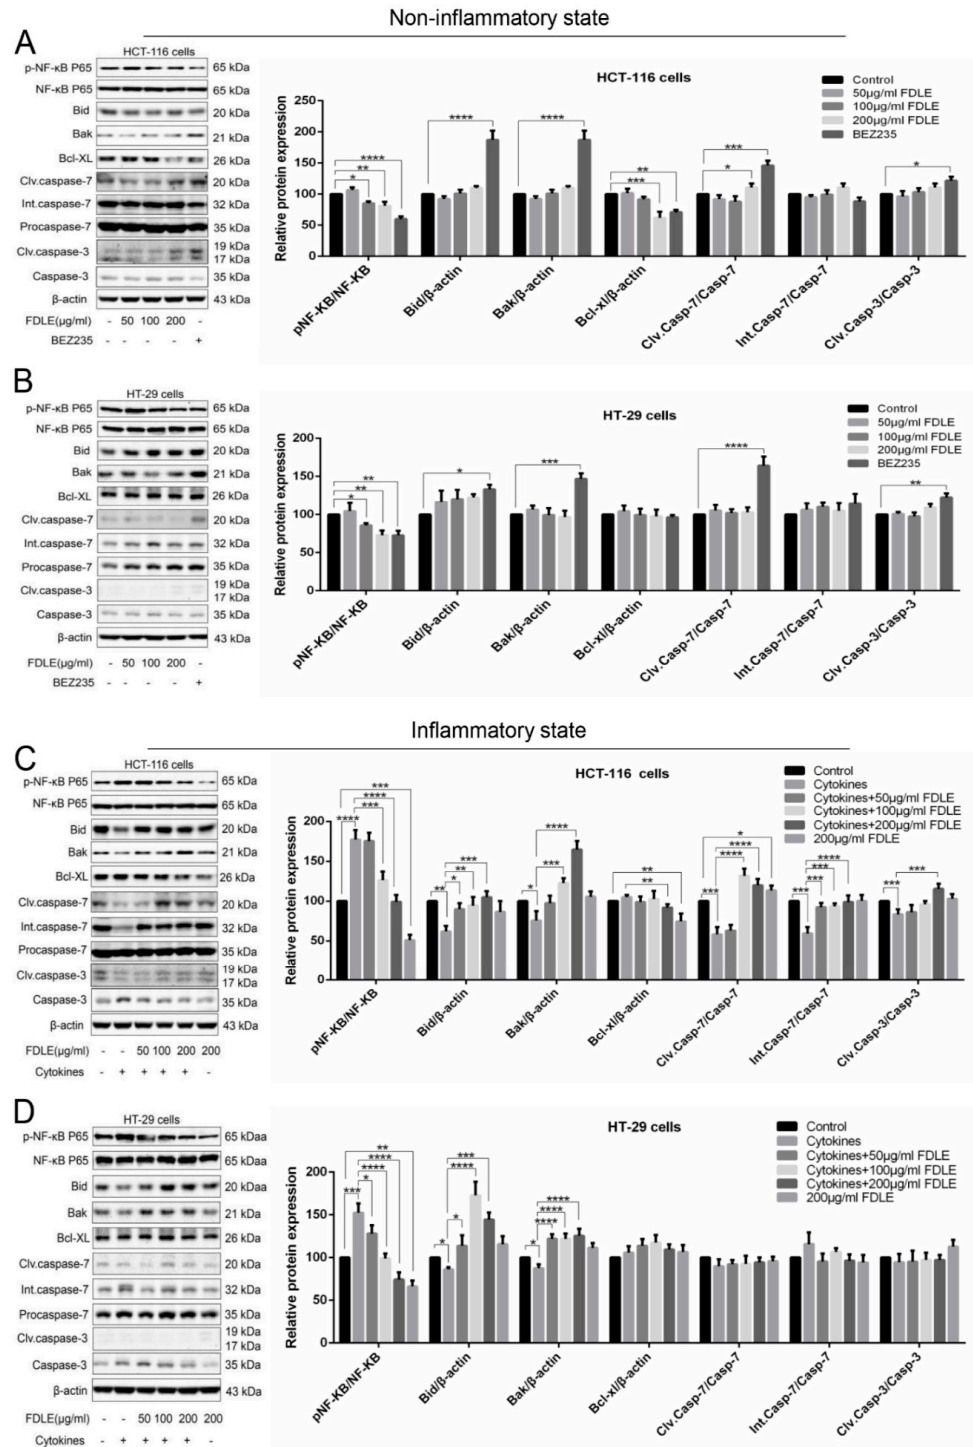 Non-inflammatory state
A
HCT-116 cells
p-NF-κB P65 65 kDa
NF-κB P65 65 kDa
Bid 20 kDa
Bak 21 kDa
Bcl-XL 26 kDa
Clv.caspase-7 20 kDa
Int.caspase-7 32 kDa
Procaspase-7 35 kDa
Clv.caspase-3 19 kDa
17 kDa
Caspase-3 35 kDa
β-actin 43 kDa
FDLE(μg/ml) - 50 100 200 -
BEZ235 - - - - +
HCT-116 cells
Control
50μg/ml FDLE
100μg/ml FDLE
200μg/ml FDLE
BEZ235
Relative protein expression
250
200
150
100
50
0
**** **** **** ** * ** *** *** * *
pNF-KB/NF-KB
Bid/β-actin
Bak/β-actin
Bcl-xl/β-actin
Clv.Casp-7/Casp-7
Int.Casp-7/Casp-7
Clv.Casp-3/Casp-3
B
HT-29 cells
p-NF-κB P65 65 kDa
NF-κB P65 65 kDa
Bid 20 kDa
Bak 21 kDa
Bcl-XL 26 kDa
Clv.caspase-7 20 kDa
Int.caspase-7 32 kDa
Procaspase-7 35 kDa
Clv.caspase-3 19 kDa
17 kDa
Caspase-3 35 kDa
β-actin 43 kDa
FDLE(μg/ml) - 50 100 200 -
BEZ235 - - - - +
HT-29 cells
Control
50μg/ml FDLE
100μg/ml FDLE
200μg/ml FDLE
BEZ235
Relative protein expression
200
150
100
50
0
** ** * * *** **** **
pNF-KB/NF-KB
Bid/β-actin
Bak/β-actin
Bcl-xl/β-actin
Clv.Casp-7/Casp-7
Int.Casp-7/Casp-7
Clv.Casp-3/Casp-3
Inflammatory state
C
HCT-116 cells
p-NF-κB P65 65 kDa
NF-κB P65 65 kDa
Bid 20 kDa
Bak 21 kDa
Bcl-XL 26 kDa
Clv.caspase-7 20 kDa
Int.caspase-7 32 kDa
Procaspase-7 35 kDa
Clv.caspase-3 19 kDa
17 kDa
Caspase-3 35 kDa
β-actin 43 kDa
FDLE(μg/ml) - - 50 100 200 200
Cytokines - + + + + -
HCT-116 cells
Control
Cytokines
Cytokines+50μg/ml FDLE
Cytokines+100μg/ml FDLE
Cytokines+200μg/ml FDLE
200μg/ml FDLE
Relative protein expression
200
150
100
50
0
*** **** *** **** *** ** * ** **** *** * ** ** * **** **** *** **** *** *** *** ***
pNF-KB/NF-KB
Bid/β-actin
Bak/β-actin
Bcl-xl/β-actin
Clv.Casp-7/Casp-7
Int.Casp-7/Casp-7
Clv.Casp-3/Casp-3
D
HT-29 cells
p-NF-κB P65 65 kDaa
NF-κB P65 65 kDaa
Bid 20 kDaa
Bak 21 kDa
Bcl-XL 26 kDa
Clv.caspase-7 20 kDa
Int.caspase-7 32 kDa
Procaspase-7 35 kDa
Clv.caspase-3 19 kDa
17 kDa
Caspase-3 35 kDa
β-actin 43 kDa
FDLE(μg/ml) - - 50 100 200 200
Cytokines - + + + + -
HT-29 cells
Control
Cytokines
Cytokines+50μg/ml FDLE
Cytokines+100μg/ml FDLE
Cytokines+200μg/ml FDLE
200μg/ml FDLE
Relative protein expression
200
150
100
50
0
** **** **** * *** *** **** * * **** **** **** *
pNF-KB/NF-KB
Bid/β-actin
Bak/β-actin
Bcl-xl/β-actin
Clv.Casp-7/Casp-7
Int.Casp-7/Casp-7
Clv.Casp-3/Casp-3